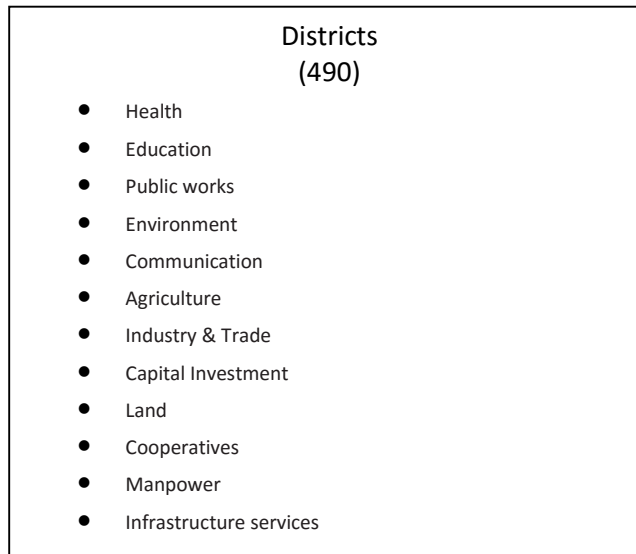 Districts
(490)
● Health
● Education
● Public works
● Environment
● Communication
● Agriculture
● Industry & Trade
● Capital Investment
● Land
● Cooperatives
● Manpower
● Infrastructure services